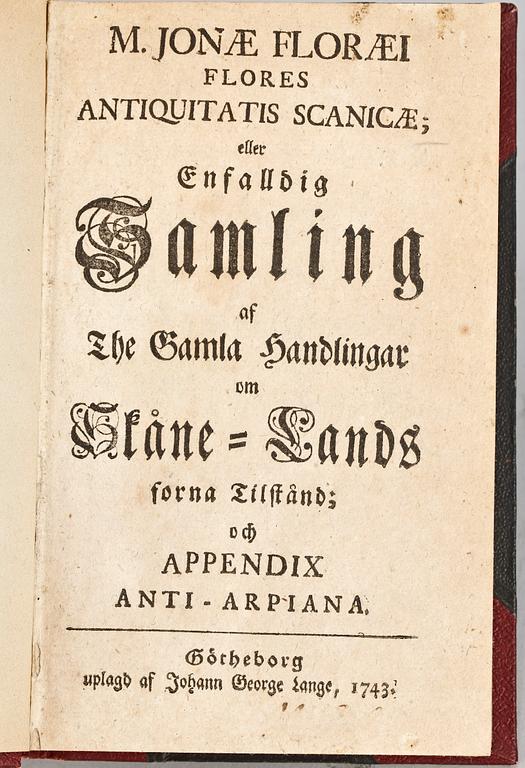 M. JONÆ FLORÆI
FLORES
ANTIQUITATIS SCANICÆ;
eller
Enfalldig
Samling
af
The Gamla Handlingar
om
Skåne-Lands
forna Tilstånd;
och
APPENDIX
ANTI-ARPIANA.
Götheborg
uplagd af Johann George Lange, 1743.